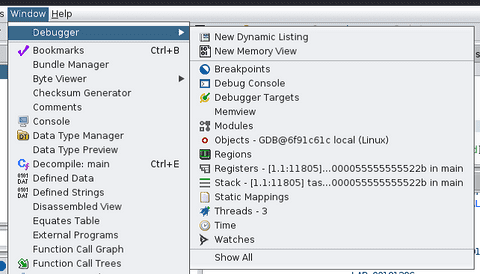 Window Help
Debugger
Bookmarks Ctrl+B
Bundle Manager
Byte Viewer
Checksum Generator
Comments
Console
Data Type Manager
Data Type Preview
Decompile: main Ctrl+E
Defined Data
Defined Strings
Disassembled View
Equates Table
External Programs
Function Call Graph
Function Call Trees
New Dynamic Listing
New Memory View
Breakpoints
Debug Console
Debugger Targets
Memview
Modules
Objects - GDB@6f91c61c local (Linux)
Regions
Registers - [1.1:11805]...000055555555522b in main
Stack - [1.1:11805] tas...000055555555522b in main
Static Mappings
Threads - 3
Time
Watches
Show All